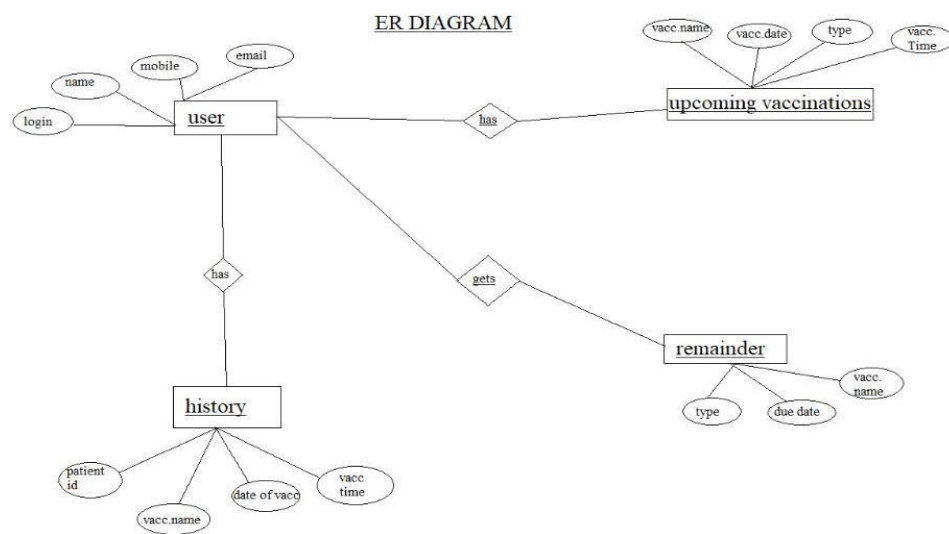 ER DIAGRAM
vacc.name
vacc.date
type
vacc.
Time
email
mobile
name
login
user
has
upcoming vaccinations
has
gets
remainder
vacc.
name
type
due date
history
patient
id
vacc.name
date of vacc
vacc
time